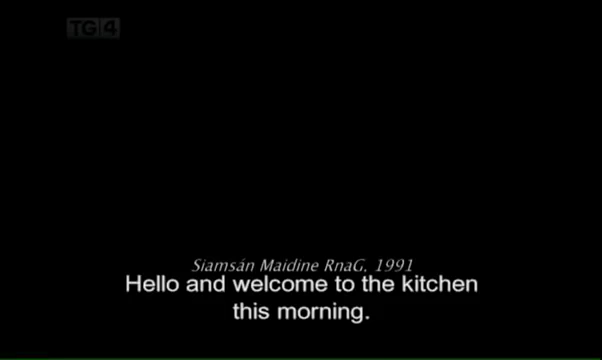 TG4
Siamsán Maidine RnaG, 1991
Hello and welcome to the kitchen
this morning.